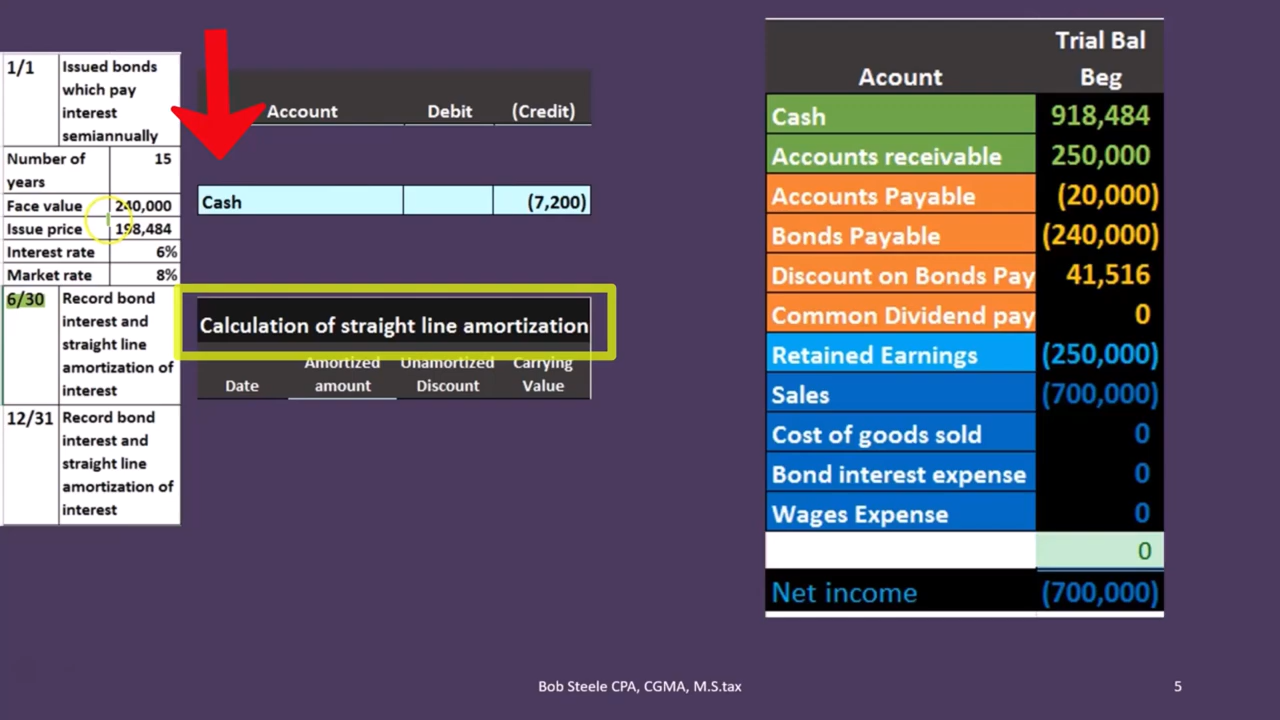 1/1 Issued bonds
which pay
interest
semiannually
Number of 15
years
Face value 240,000
Issue price 198,484
Interest rate 6%
Market rate 8%
6/30 Record bond
interest and
straight line
amortization of
interest
12/31 Record bond
interest and
straight line
amortization of
interest
Account Debit (Credit)
Cash (7,200)
Calculation of straight line amortization
Amortized Unamortized Carrying
Date amount Discount Value
Trial Bal
Acount Beg
Cash 918,484
Accounts receivable 250,000
Accounts Payable (20,000)
Bonds Payable (240,000)
Discount on Bonds Pay 41,516
Common Dividend pay 0
Retained Earnings (250,000)
Sales (700,000)
Cost of goods sold 0
Bond interest expense 0
Wages Expense 0
0
Net income (700,000)
Bob Steele CPA, CGMA, M.S.tax
5